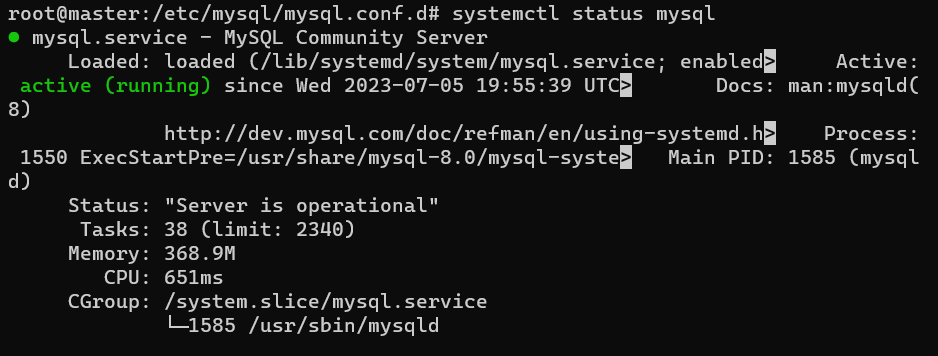 root@master:/etc/mysql/mysql.conf.d# systemctl status mysql
● mysql.service - MySQL Community Server
     Loaded: loaded (/lib/systemd/system/mysql.service; enabled>     Active:
 active (running) since Wed 2023-07-05 19:55:39 UTC>       Docs: man:mysqld(
8)
             http://dev.mysql.com/doc/refman/en/using-systemd.h>    Process:
 1550 ExecStartPre=/usr/share/mysql-8.0/mysql-syste>   Main PID: 1585 (mysql
d)
     Status: "Server is operational"
      Tasks: 38 (limit: 2340)
     Memory: 368.9M
        CPU: 651ms
     CGroup: /system.slice/mysql.service
             └─1585 /usr/sbin/mysqld